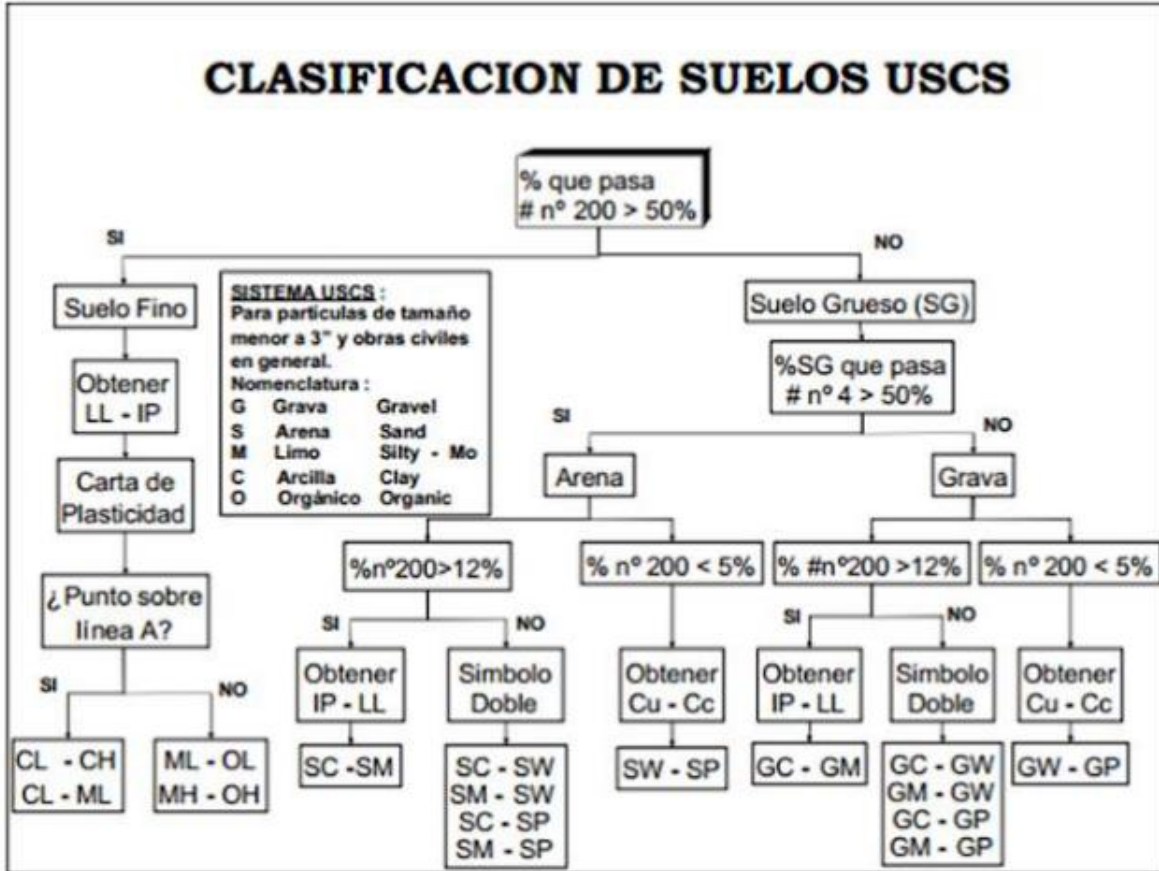 CLASIFICACION DE SUELOS USCS
% que pasa
# nº 200 > 50%
SI
NO
Suelo Fino
SISTEMA USCS :
Para partículas de tamaño
menor a 3" y obras civiles
en general.
Nomenclatura :
G Grava Gravel
S Arena Sand
M Limo Silty - Mo
C Arcilla Clay
O Orgánico Organic
Suelo Grueso (SG)
Obtener
LL - IP
%SG que pasa
# nº 4 > 50%
SI
NO
Carta de
Plasticidad
Arena
Grava
¿Punto sobre
línea A?
%nº200>12%
% nº 200 < 5%
% #nº200 >12%
% nº 200 < 5%
SI
NO
SI
NO
SI
NO
Obtener
IP - LL
Simbolo
Doble
Obtener
Cu - Cc
Obtener
IP - LL
Simbolo
Doble
Obtener
Cu - Cc
CL - CH
CL - ML
ML - OL
MH - OH
SC -SM
SC - SW
SM - SW
SC - SP
SM - SP
SW - SP
GC - GM
GC - GW
GM - GW
GC - GP
GM - GP
GW - GP